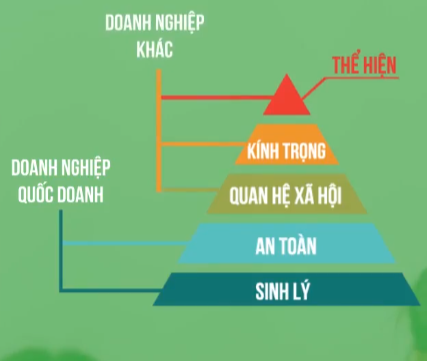 DOANH NGHIỆP
KHÁC
THỂ HIỆN
KÍNH TRỌNG
DOANH NGHIỆP
QUỐC DOANH
QUAN HỆ XÃ HỘI
AN TOÀN
SINH LÝ